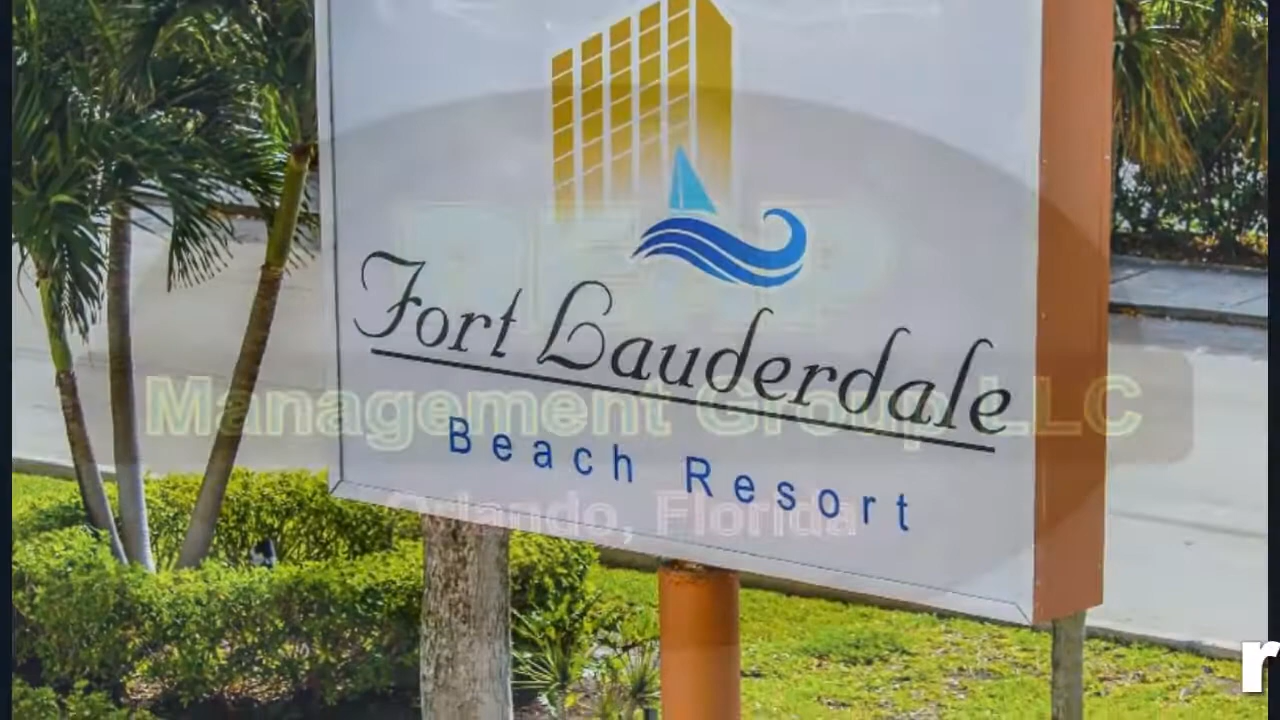 Fort Lauderdale
Management Group LLC
Beach Resort
Orlando, Florida
r